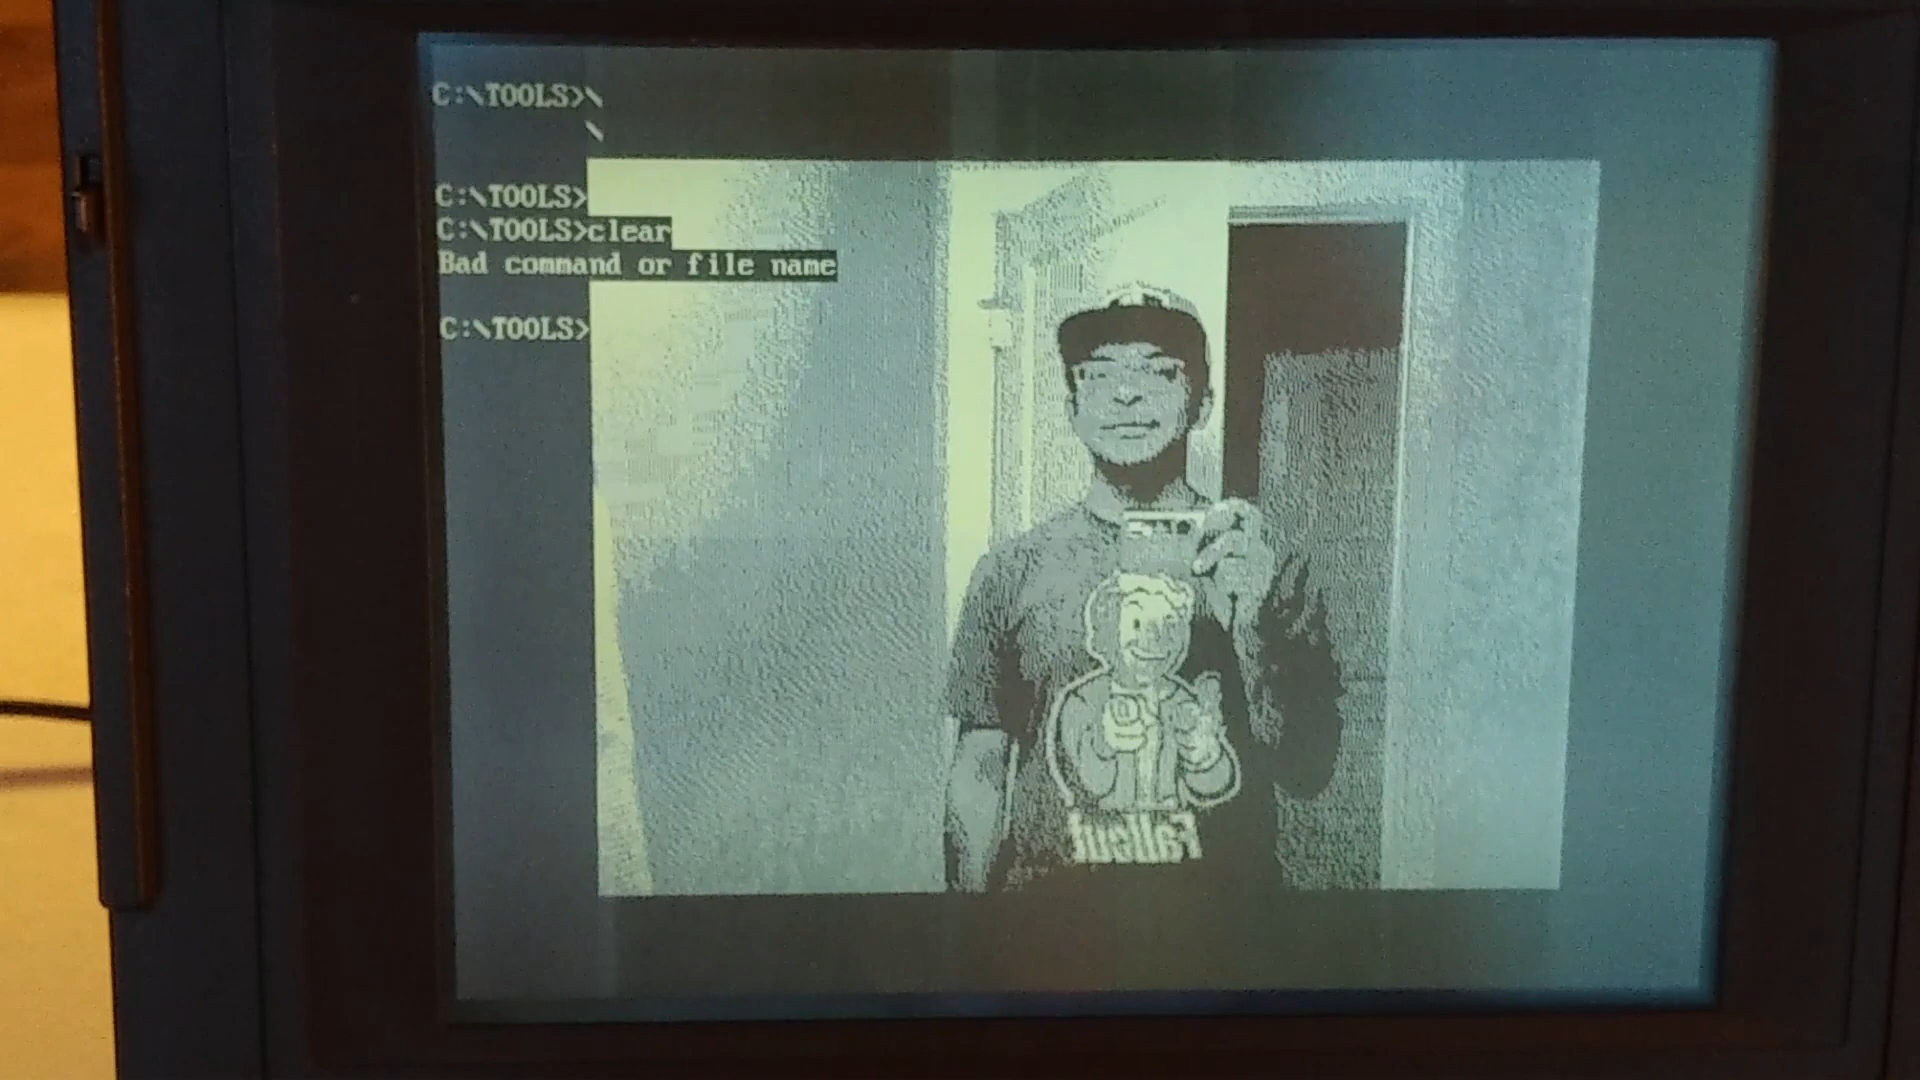 C:\TOOLS>\
\
C:\TOOLS>
C:\TOOLS>clear
Bad command or file name
C:\TOOLS>
Fallout